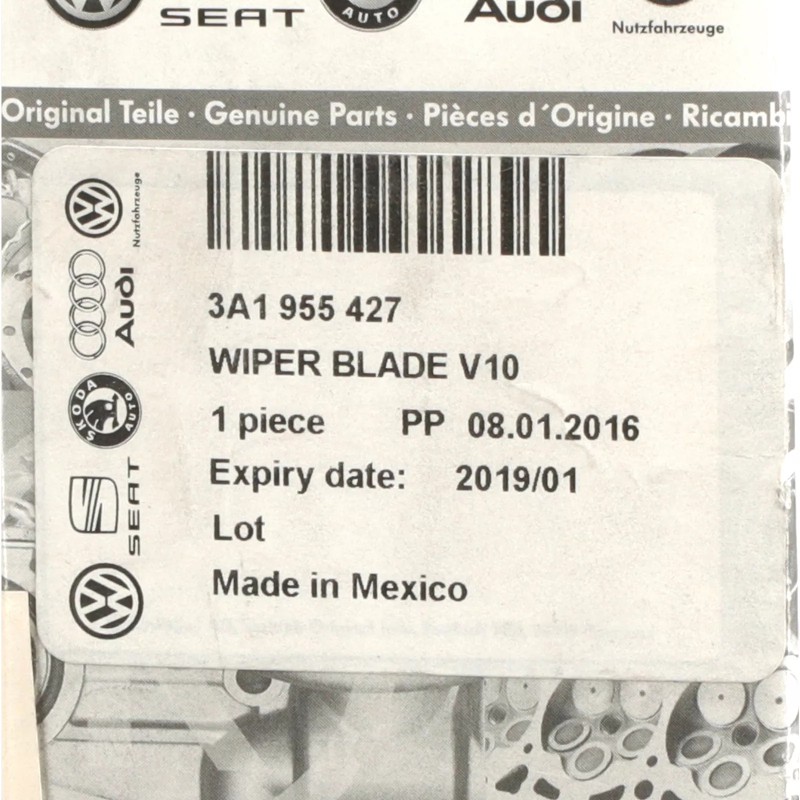 SEAT
AUTO
Audi
Nutzfahrzeuge
Original Teile · Genuine Parts · Pièces d´Origine · Ricambi
Nutzfahrzeuge
Audi
SKODA AUTO
SEAT
3A1 955 427
WIPER BLADE V10
1 piece PP 08.01.2016
Expiry date: 2019/01
Lot
Made in Mexico